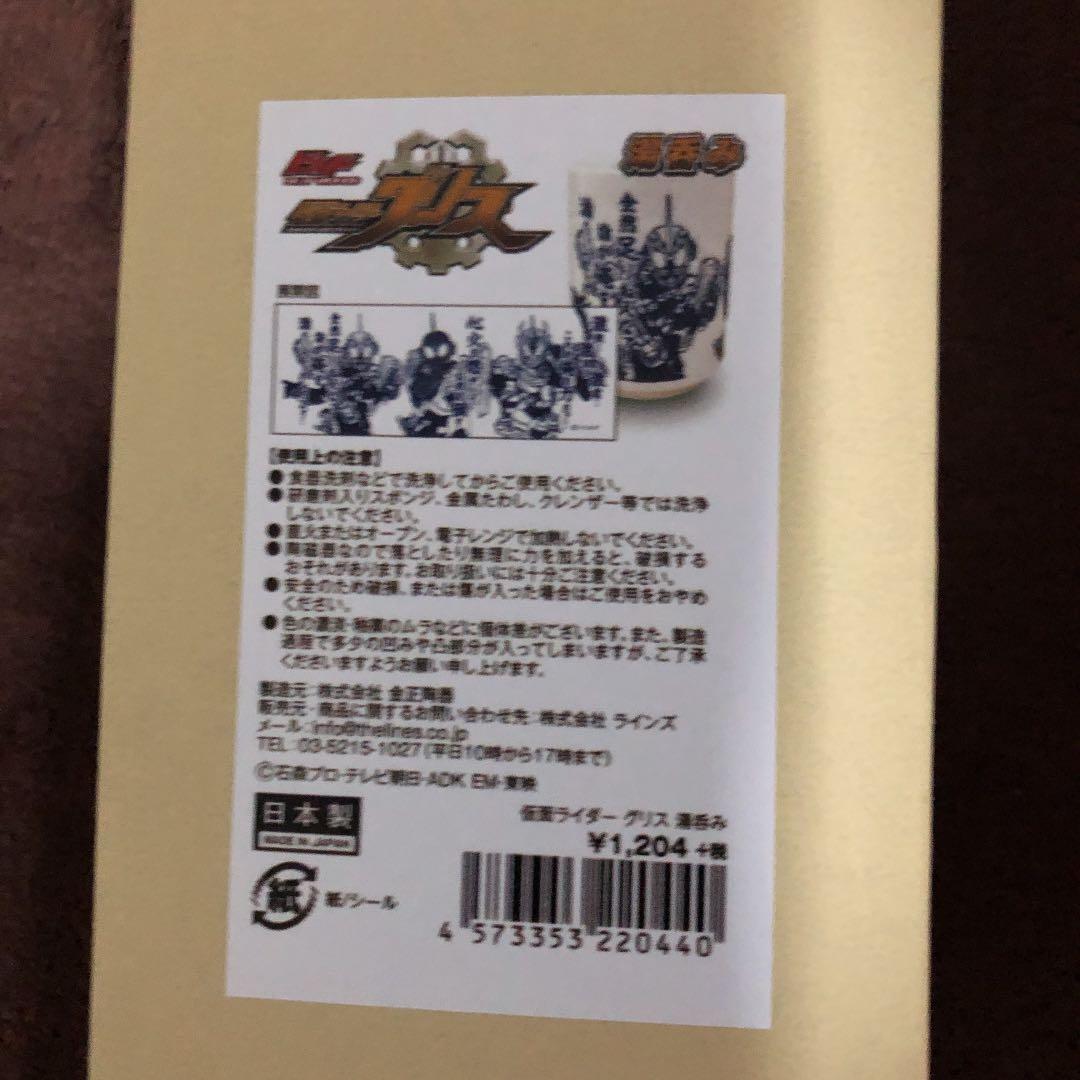 湯呑み
グリス
展開図
【使用上の注意】
●食器洗剤などで洗浄してからご使用ください。
●研磨剤入りスポンジ、金属たわし、クレンザー等では洗浄
しないでください。
●直火またはオーブン、電子レンジで加熱しないでください。
●陶磁器なので落としたり無理に力を加えると、破損する
おそれがあります。お取り扱いには十分ご注意ください。
●安全のため破損、または傷が入った場合はご使用をおやめ
ください。
●色の濃淡・絵柄のムラなどに個体差がございます。また、製造
過程で多少の凹みや凸部分が入ってしまいますが、ご了承
くださいますようお願い申し上げます。
製造元：株式会社 金正陶器
販売元・商品に関するお問い合わせ先：株式会社 ラインズ
メール：info@thelines.co.jp
TEL：03-5215-1027（平日10時から17時まで）
©石森プロ・テレビ朝日・ADK EM・東映
日本製
MADE IN JAPAN
仮面ライダー グリス 湯呑み
¥1,204 +税
紙
紙/シール
4 573353 220440